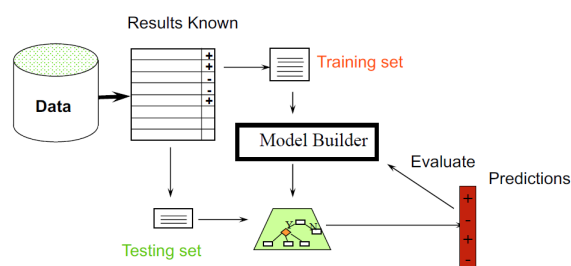 Results Known
+
+
-
-
+
Data
Training set
Model Builder
Evaluate
Predictions
+
-
+
-
Y
N
Testing set